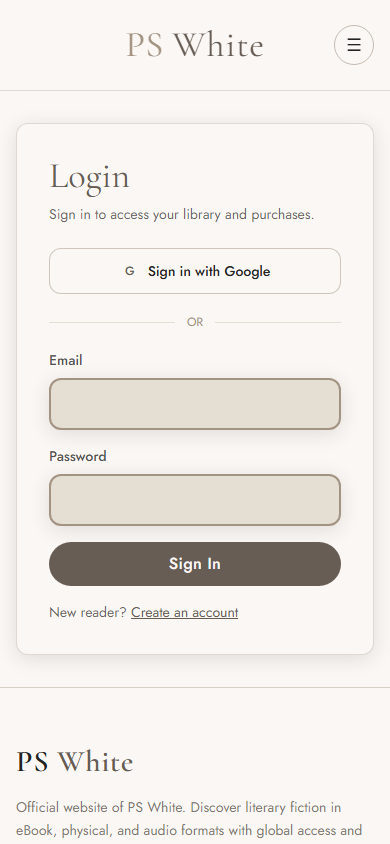 PS White
☰
Login
Sign in to access your library and purchases.
G Sign in with Google
OR
Email
Password
Sign In
New reader? Create an account
PS White
Official website of PS White. Discover literary fiction in
eBook, physical, and audio formats with global access and